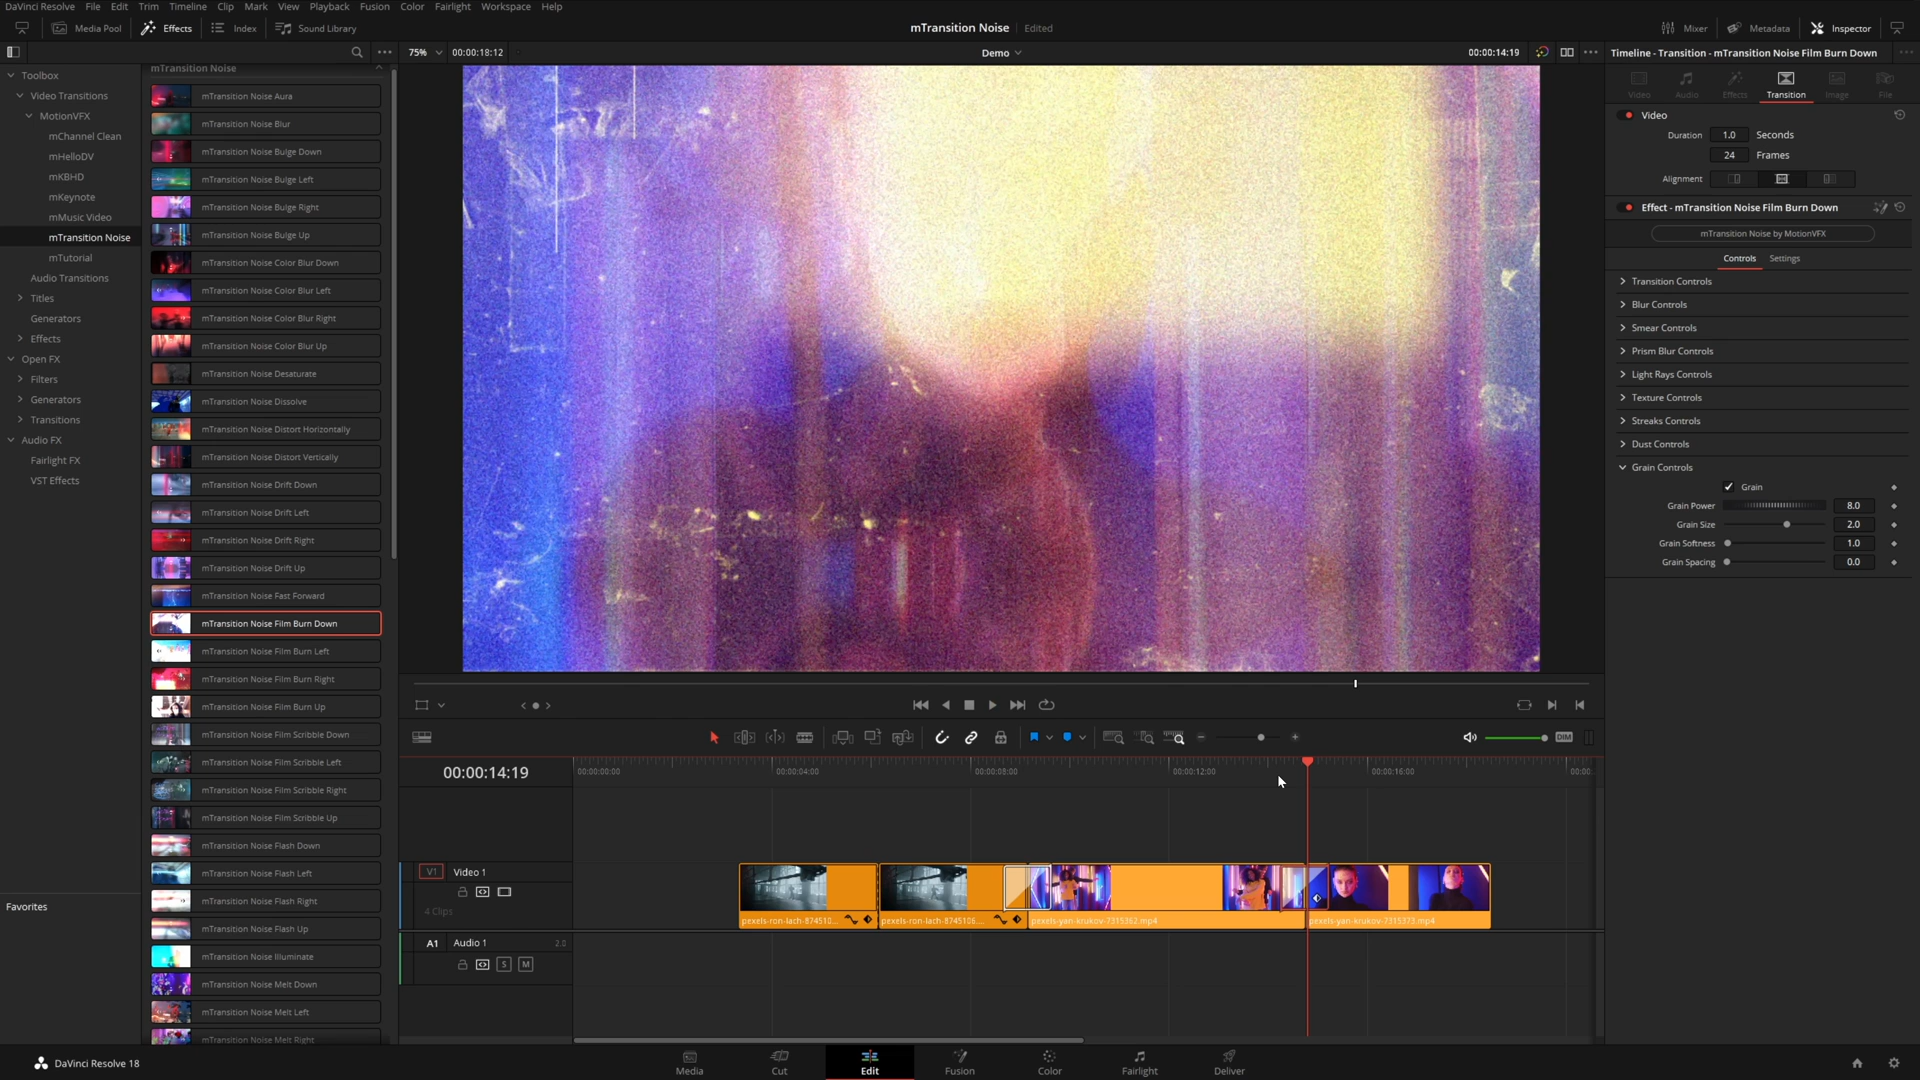 DaVinci Resolve File Edit Trim Timeline Clip Mark View Playback Fusion Color Fairlight Workspace Help
Media Pool Effects Index Sound Library
mTransition Noise Edited
Mixer Metadata Inspector
75% 00:00:18:12
Demo
00:00:14:19
Timeline - Transition - mTransition Noise Film Burn Down
Toolbox
Video Transitions
MotionVFX
mChannel Clean
mHelloDV
mKBHD
mKeynote
mMusic Video
mTransition Noise
mTutorial
Audio Transitions
Titles
Generators
Effects
Open FX
Filters
Generators
Transitions
Audio FX
Fairlight FX
VST Effects
Favorites
mTransition Noise
mTransition Noise Aura
mTransition Noise Blur
mTransition Noise Bulge Down
mTransition Noise Bulge Left
mTransition Noise Bulge Right
mTransition Noise Bulge Up
mTransition Noise Color Blur Down
mTransition Noise Color Blur Left
mTransition Noise Color Blur Right
mTransition Noise Color Blur Up
mTransition Noise Desaturate
mTransition Noise Dissolve
mTransition Noise Distort Horizontally
mTransition Noise Distort Vertically
mTransition Noise Drift Down
mTransition Noise Drift Left
mTransition Noise Drift Right
mTransition Noise Drift Up
mTransition Noise Fast Forward
mTransition Noise Film Burn Down
mTransition Noise Film Burn Left
mTransition Noise Film Burn Right
mTransition Noise Film Burn Up
mTransition Noise Film Scribble Down
mTransition Noise Film Scribble Left
mTransition Noise Film Scribble Right
mTransition Noise Film Scribble Up
mTransition Noise Flash Down
mTransition Noise Flash Left
mTransition Noise Flash Right
mTransition Noise Flash Up
mTransition Noise Illuminate
mTransition Noise Melt Down
mTransition Noise Melt Left
mTransition Noise Melt Right
Video Audio Effects Transition Image File
Video
Duration 1.0 Seconds
24 Frames
Alignment
Effect - mTransition Noise Film Burn Down
mTransition Noise by MotionVFX
Controls Settings
Transition Controls
Blur Controls
Smear Controls
Prism Blur Controls
Light Rays Controls
Texture Controls
Streaks Controls
Dust Controls
Grain Controls
Grain
Grain Power 8.0
Grain Size 2.0
Grain Softness 1.0
Grain Spacing 0.0
DIM
00:00:14:19
00:00:00:00 00:00:04:00 00:00:08:00 00:00:12:00 00:00:16:00 00:00:
V1 Video 1
4 Clips
pexels-ron-lach-874510... pexels-ron-lach-8745106.... pexels-yan-krukov-7315362.mp4 pexels-yan-krukov-7315373.mp4
A1 Audio 1 2.0
S M
DaVinci Resolve 18
Media Cut Edit Fusion Color Fairlight Deliver